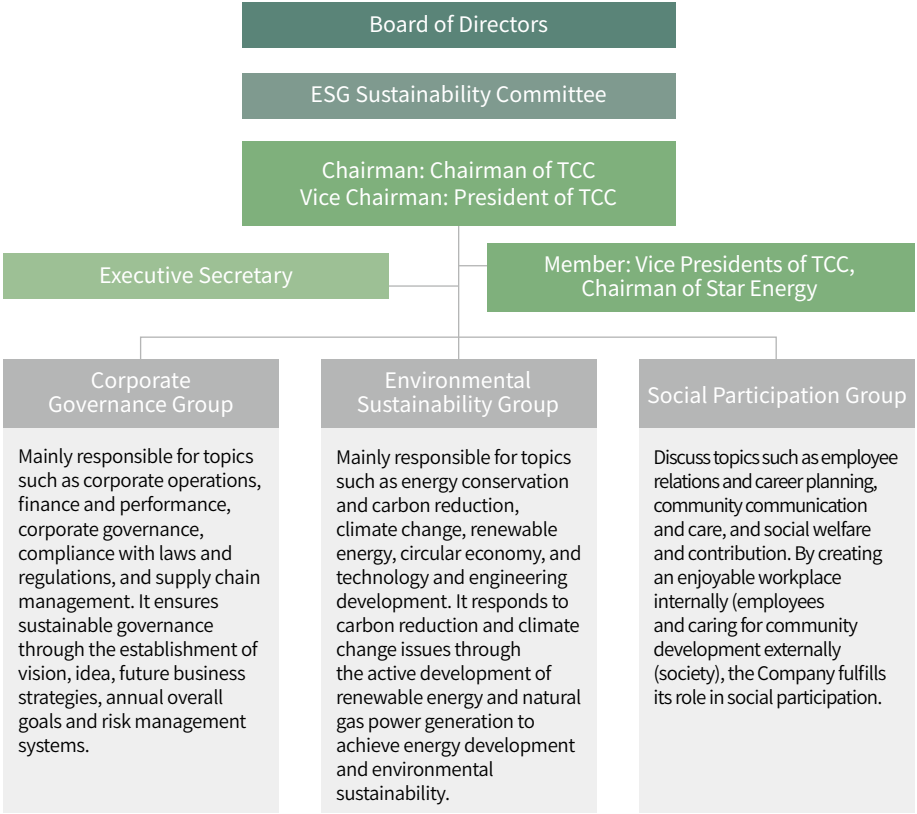 Board of Directors
ESG Sustainability Committee
Chairman: Chairman of TCC
Vice Chairman: President of TCC
Executive Secretary
Member: Vice Presidents of TCC,
Chairman of Star Energy
Corporate
Governance Group
Mainly responsible for topics
such as corporate operations,
finance and performance,
corporate governance,
compliance with laws and
regulations, and supply chain
management. It ensures
sustainable governance
through the establishment of
vision, idea, future business
strategies, annual overall
goals and risk management
systems.
Environmental
Sustainability Group
Mainly responsible for topics
such as energy conservation
and carbon reduction,
climate change, renewable
energy, circular economy, and
technology and engineering
development. It responds to
carbon reduction and climate
change issues through
the active development of
renewable energy and natural
gas power generation to
achieve energy development
and environmental
sustainability.
Social Participation Group
Discuss topics such as employee
relations and career planning,
community communication
and care, and social welfare
and contribution. By creating
an enjoyable workplace
internally (employees
and caring for community
development externally
(society), the Company fulfills
its role in social participation.